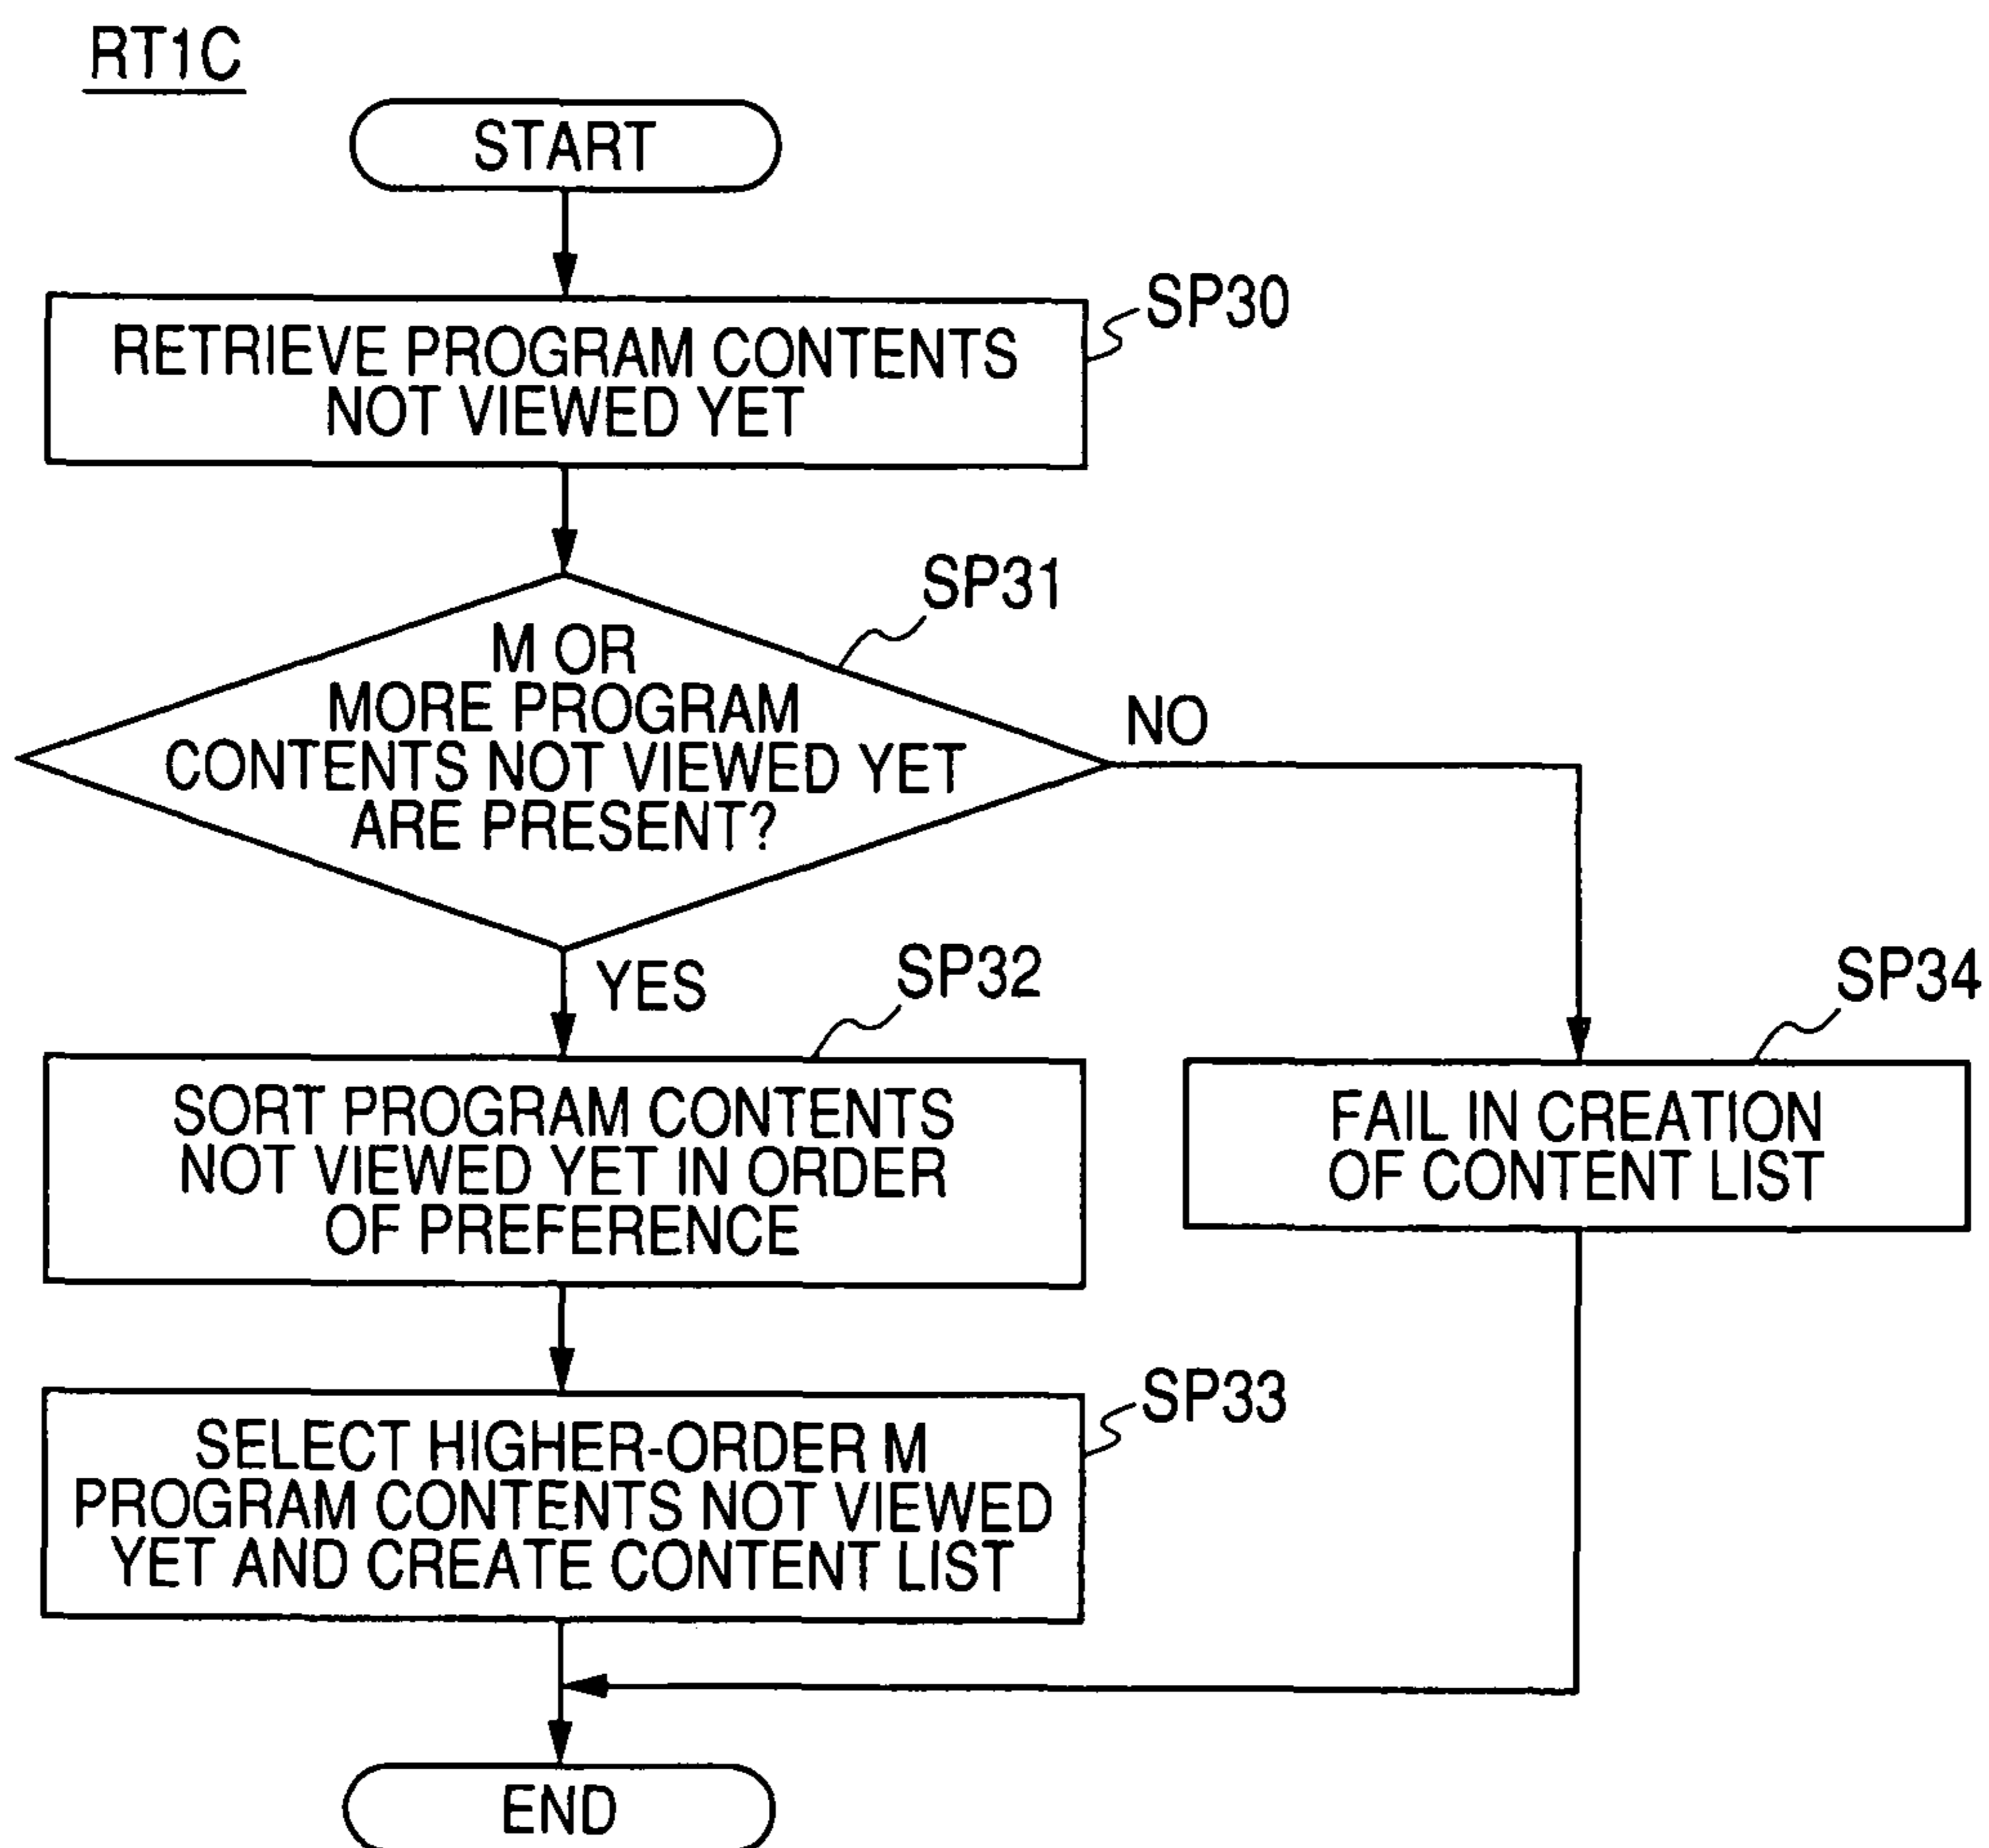 RT1C
START
SP30
RETRIEVE PROGRAM CONTENTS
NOT VIEWED YET
SP31
M OR
MORE PROGRAM
CONTENTS NOT VIEWED YET
ARE PRESENT?
NO
YES
SP32
SORT PROGRAM CONTENTS
NOT VIEWED YET IN ORDER
OF PREFERENCE
SP34
FAIL IN CREATION
OF CONTENT LIST
SP33
SELECT HIGHER-ORDER M
PROGRAM CONTENTS NOT VIEWED
YET AND CREATE CONTENT LIST
END